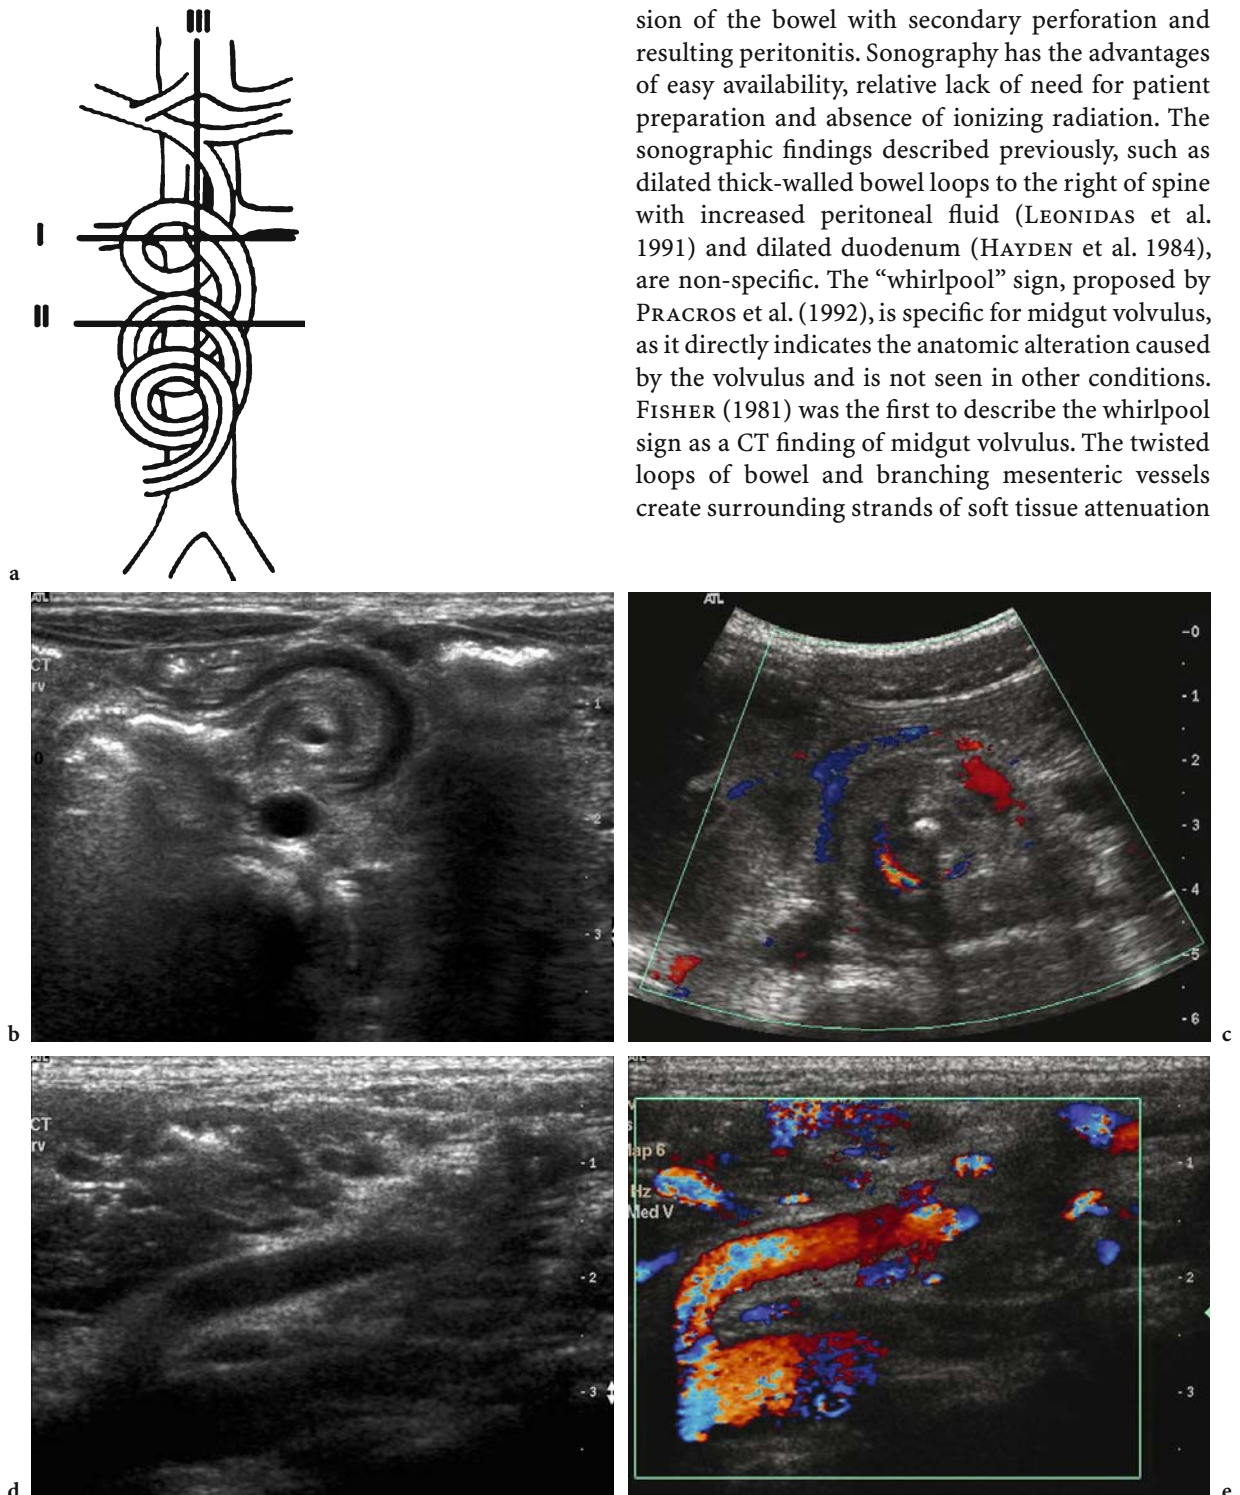 III
sion of the bowel with secondary perforation and
resulting peritonitis. Sonography has the advantages
of easy availability, relative lack of need for patient
preparation and absence of ionizing radiation. The
sonographic findings described previously, such as
dilated thick-walled bowel loops to the right of spine
with increased peritoneal fluid (LEONIDAS et al.
1991) and dilated duodenum (HAYDEN et al. 1984),
are non-specific. The “whirlpool” sign, proposed by
PRACROS et al. (1992), is specific for midgut volvulus,
as it directly indicates the anatomic alteration caused
by the volvulus and is not seen in other conditions.
FISHER (1981) was the first to describe the whirlpool
sign as a CT finding of midgut volvulus. The twisted
loops of bowel and branching mesenteric vessels
create surrounding strands of soft tissue attenuation
I
II
a
CT
rv
0
- 1
- 2
- 3
b
ATL
-0
-1
-2
-3
-4
-5
-6
c
CT
rv
-1
-2
-3
d
ap 6
Hz
Med V
-1
-2
-3
e